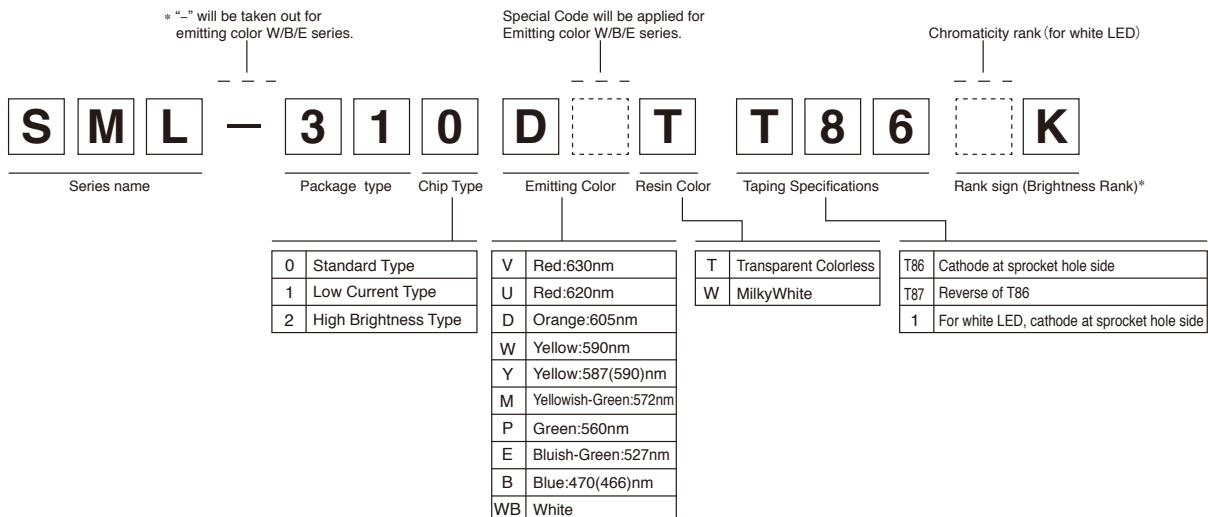 * “–” will be taken out for
emitting color W/B/E series.
Special Code will be applied for
Emitting color W/B/E series.
Chromaticity rank (for white LED)
S M L – 3 1 0 D T T 8 6 K
Series name Package type Chip Type Emitting Color Resin Color Taping Specifications Rank sign (Brightness Rank)*
0 Standard Type
1 Low Current Type
2 High Brightness Type
V Red:630nm
U Red:620nm
D Orange:605nm
W Yellow:590nm
Y Yellow:587(590)nm
M Yellowish-Green:572nm
P Green:560nm
E Bluish-Green:527nm
B Blue:470(466)nm
WB White
T Transparent Colorless
W MilkyWhite
T86 Cathode at sprocket hole side
T87 Reverse of T86
1 For white LED, cathode at sprocket hole side